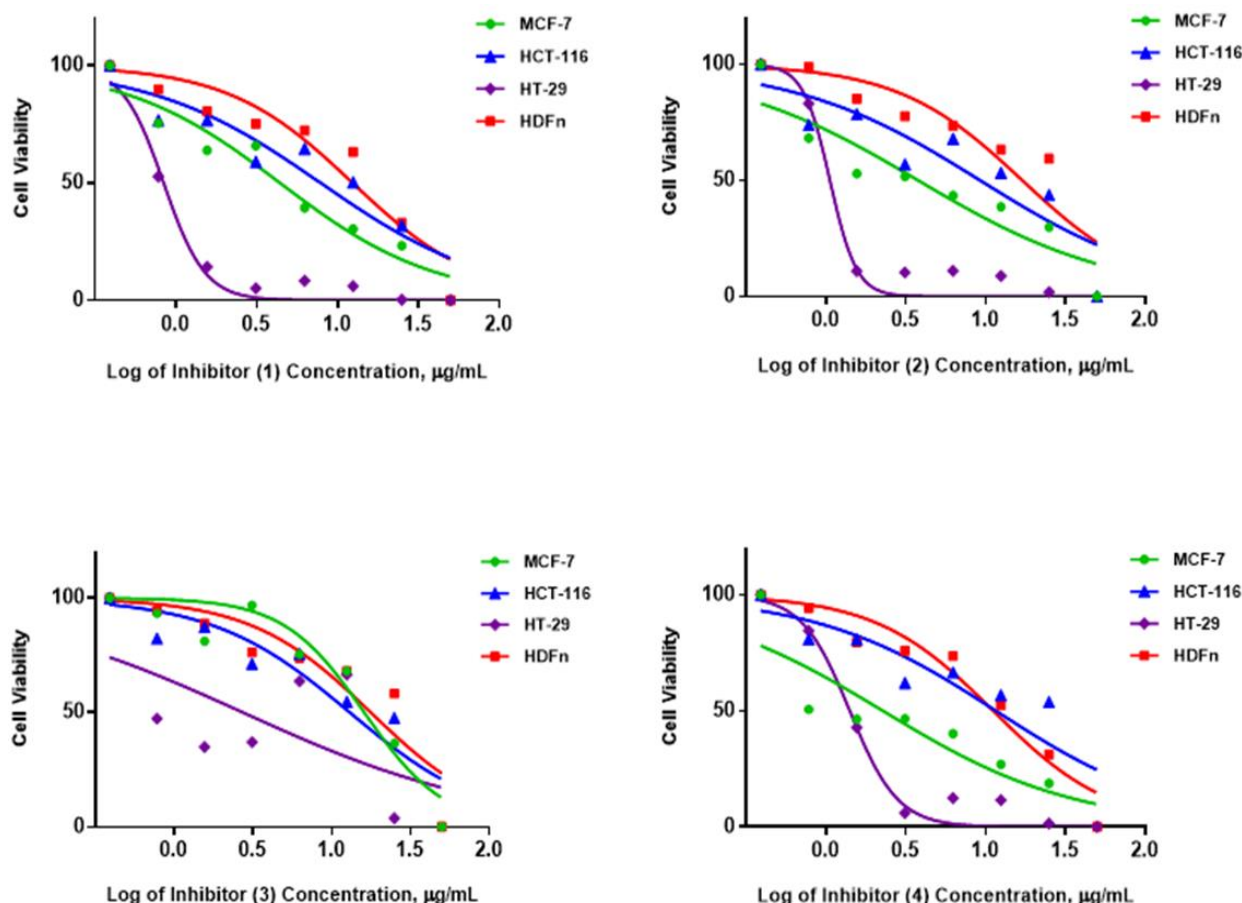 MCF-7
HCT-116
HT-29
HDFn
Cell Viability
100
50
0
0.0 0.5 1.0 1.5 2.0
Log of Inhibitor (1) Concentration, µg/mL
MCF-7
HCT-116
HT-29
HDFn
Cell Viability
100
50
0
0.0 0.5 1.0 1.5 2.0
Log of Inhibitor (2) Concentration, µg/mL
MCF-7
HCT-116
HT-29
HDFn
Cell Viability
100
50
0
0.0 0.5 1.0 1.5 2.0
Log of Inhibitor (3) Concentration, µg/mL
MCF-7
HCT-116
HT-29
HDFn
Cell Viability
100
50
0
0.0 0.5 1.0 1.5 2.0
Log of Inhibitor (4) Concentration, µg/mL